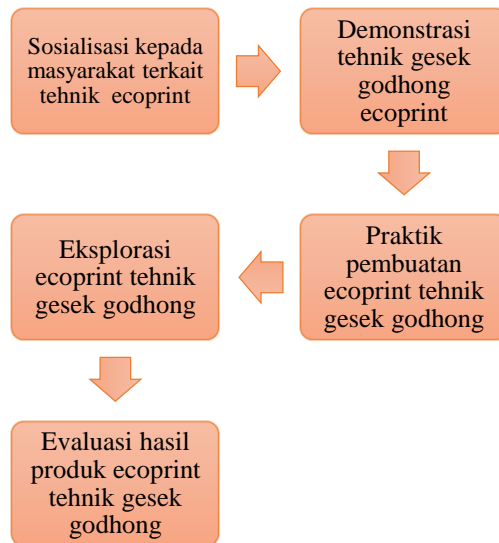 Sosialisasi kepada
masyarakat terkait
tehnik ecoprint
Demonstrasi
tehnik gesek
godhong
ecoprint
Praktik
pembuatan
ecoprint tehnik
gesek godhong
Eksplorasi
ecoprint tehnik
gesek godhong
Evaluasi hasil
produk ecoprint
tehnik gesek
godhong